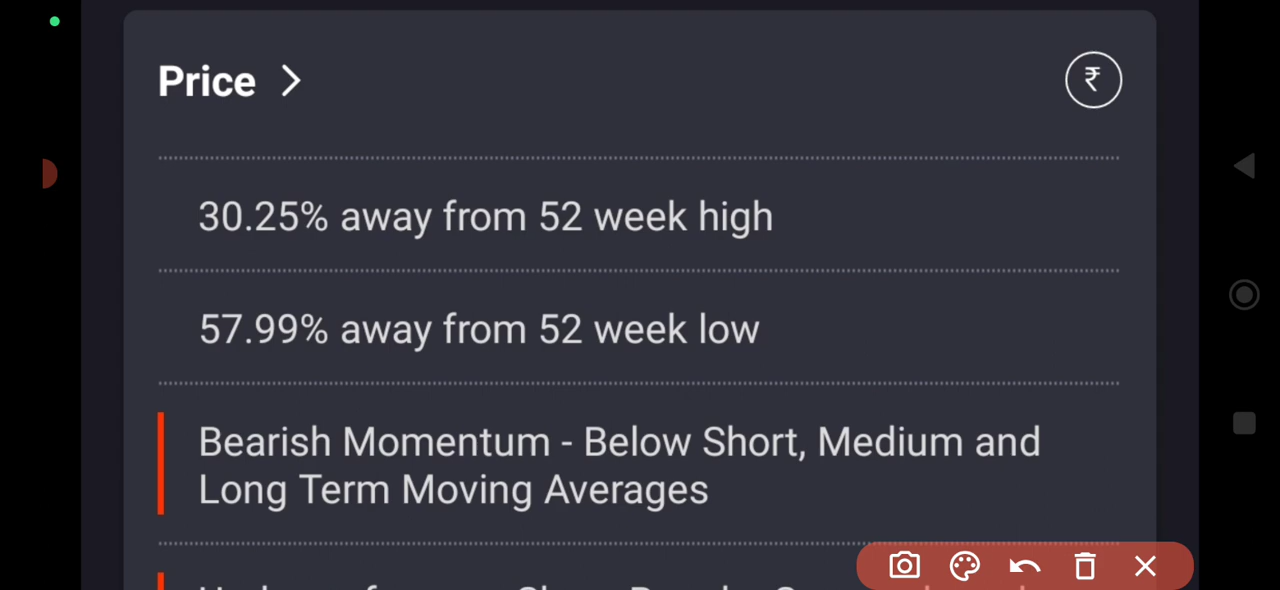 Price
₹
30.25% away from 52 week high
57.99% away from 52 week low
Bearish Momentum - Below Short, Medium and
Long Term Moving Averages